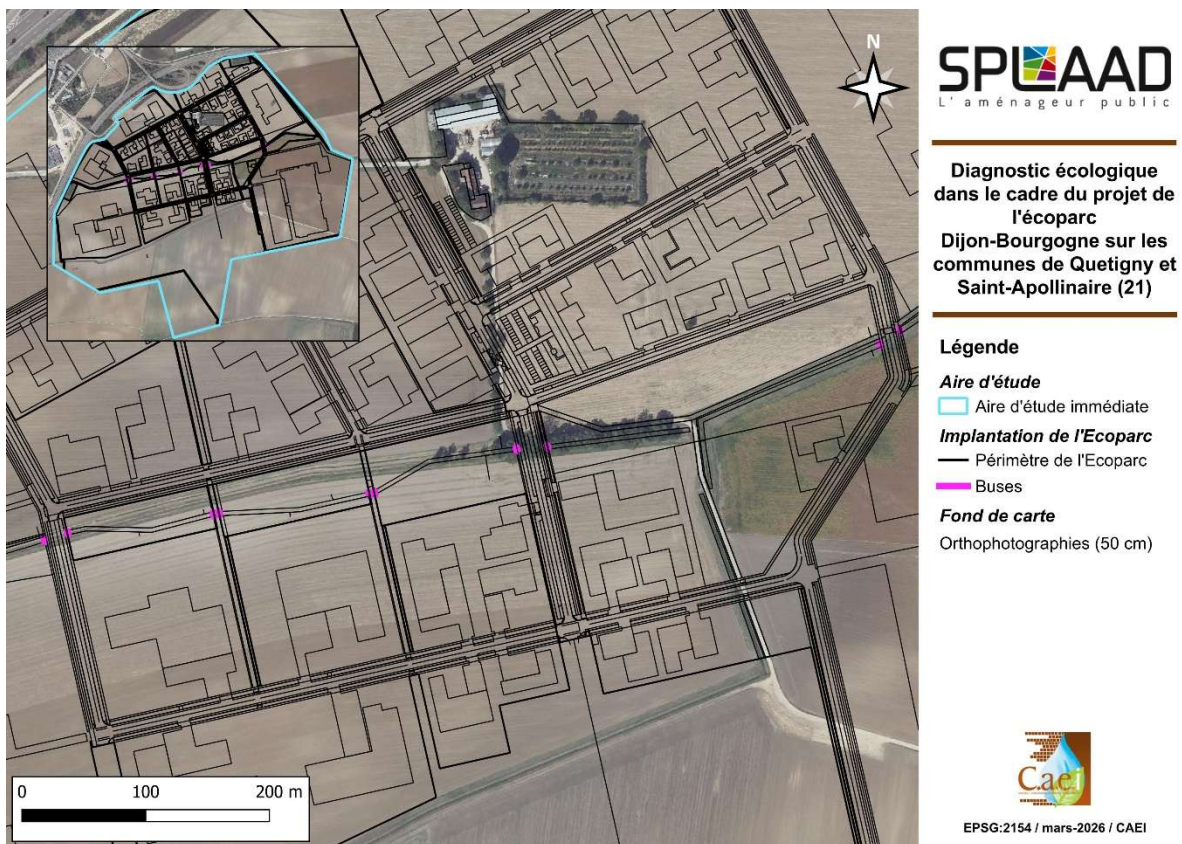 N
0 100 200 m
SPLAAD
L'aménageur public
Diagnostic écologique
dans le cadre du projet de
l'écoparc
Dijon-Bourgogne sur les
communes de Quetigny et
Saint-Apollinaire (21)
Légende
Aire d'étude
Aire d'étude immédiate
Implantation de l'Ecoparc
Périmètre de l'Ecoparc
Buses
Fond de carte
Orthophotographies (50 cm)
C.a.e.i
EPSG:2154 / mars-2026 / CAEI